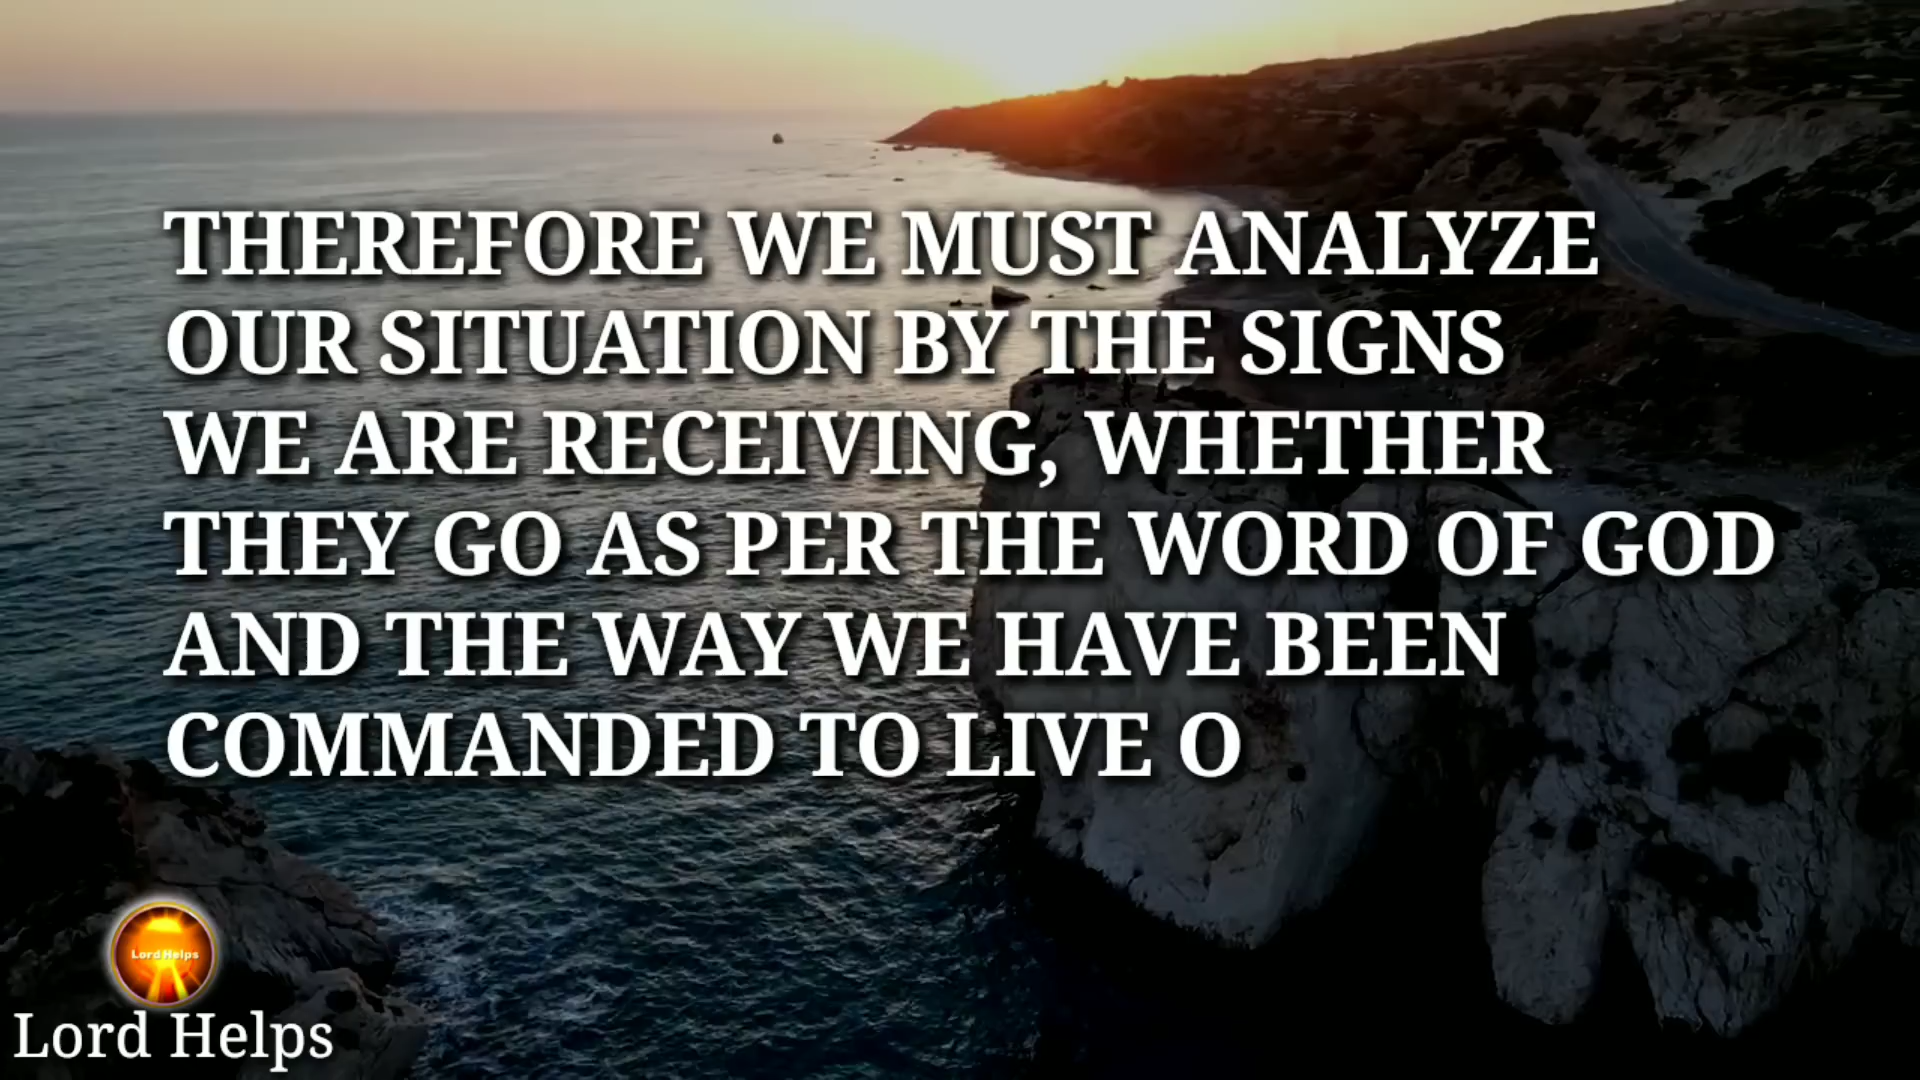 THEREFORE WE MUST ANALYZE
OUR SITUATION BY THE SIGNS
WE ARE RECEIVING, WHETHER
THEY GO AS PER THE WORD OF GOD
AND THE WAY WE HAVE BEEN
COMMANDED TO LIVE O
Lord Helps
Lord Helps